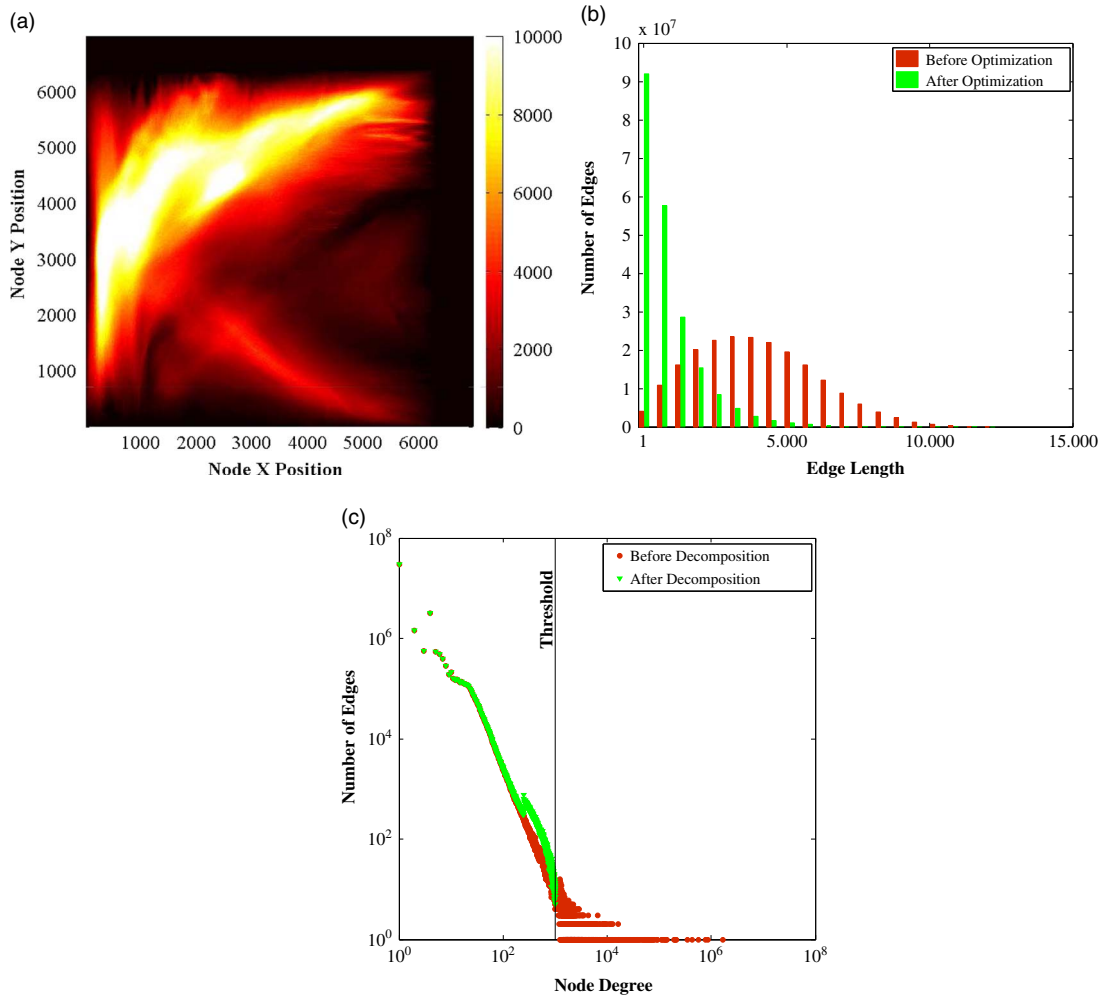 (a)
10000
8000
6000
4000
2000
0
6000
5000
4000
3000
2000
1000
Node Y Position
1000 2000 3000 4000 5000 6000
Node X Position
(b)
x 10^7
10
9
8
7
6
5
4
3
2
1
0
Number of Edges
Before Optimization
After Optimization
1 5.000 10.000 15.000
Edge Length
(c)
10^8
10^6
10^4
10^2
10^0
Number of Edges
Threshold
Before Decomposition
After Decomposition
10^0 10^2 10^4 10^6 10^8
Node Degree